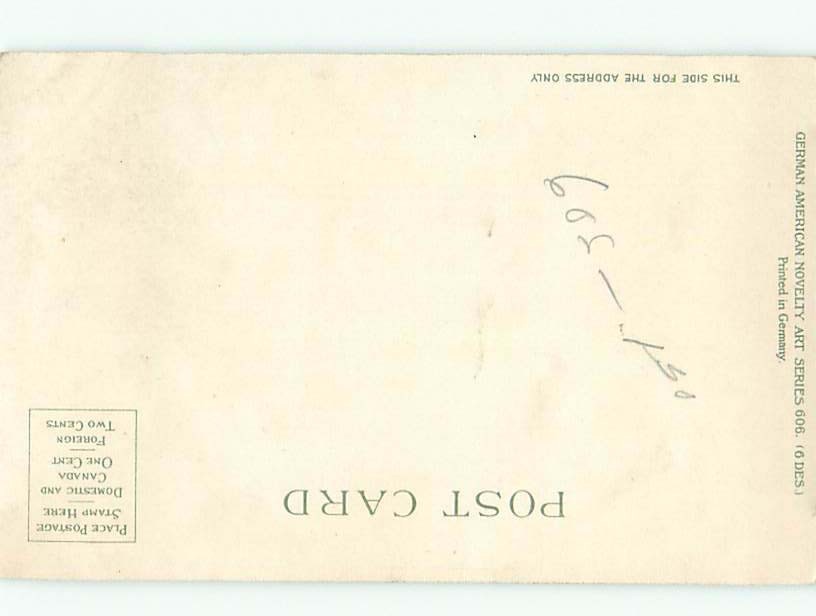 POST CARD
PLACE POSTAGE
STAMP HERE
DOMESTIC AND
CANADA
ONE CENT
FOREIGN
TWO CENTS
THIS SIDE FOR THE ADDRESS ONLY
GERMAN AMERICAN NOVELTY ART SERIES 606. (6 DES.)
Printed in Germany.